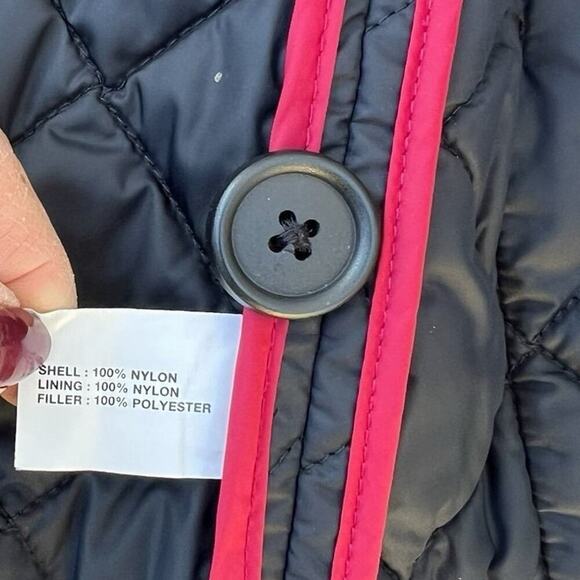 SHELL : 100% NYLON
LINING : 100% NYLON
FILLER : 100% POLYESTER